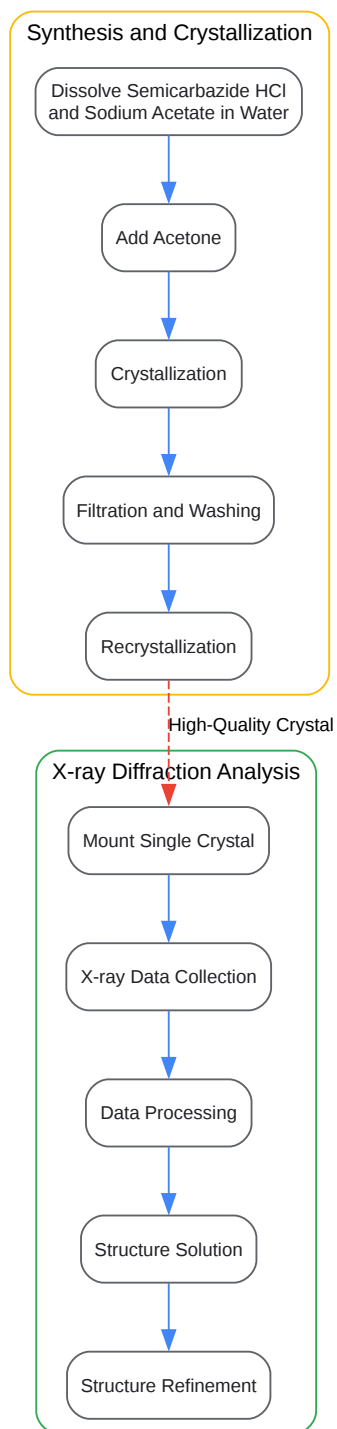 Synthesis and Crystallization
Dissolve Semicarbazide HCl
and Sodium Acetate in Water
Add Acetone
Crystallization
Filtration and Washing
Recrystallization
High-Quality Crystal
X-ray Diffraction Analysis
Mount Single Crystal
X-ray Data Collection
Data Processing
Structure Solution
Structure Refinement